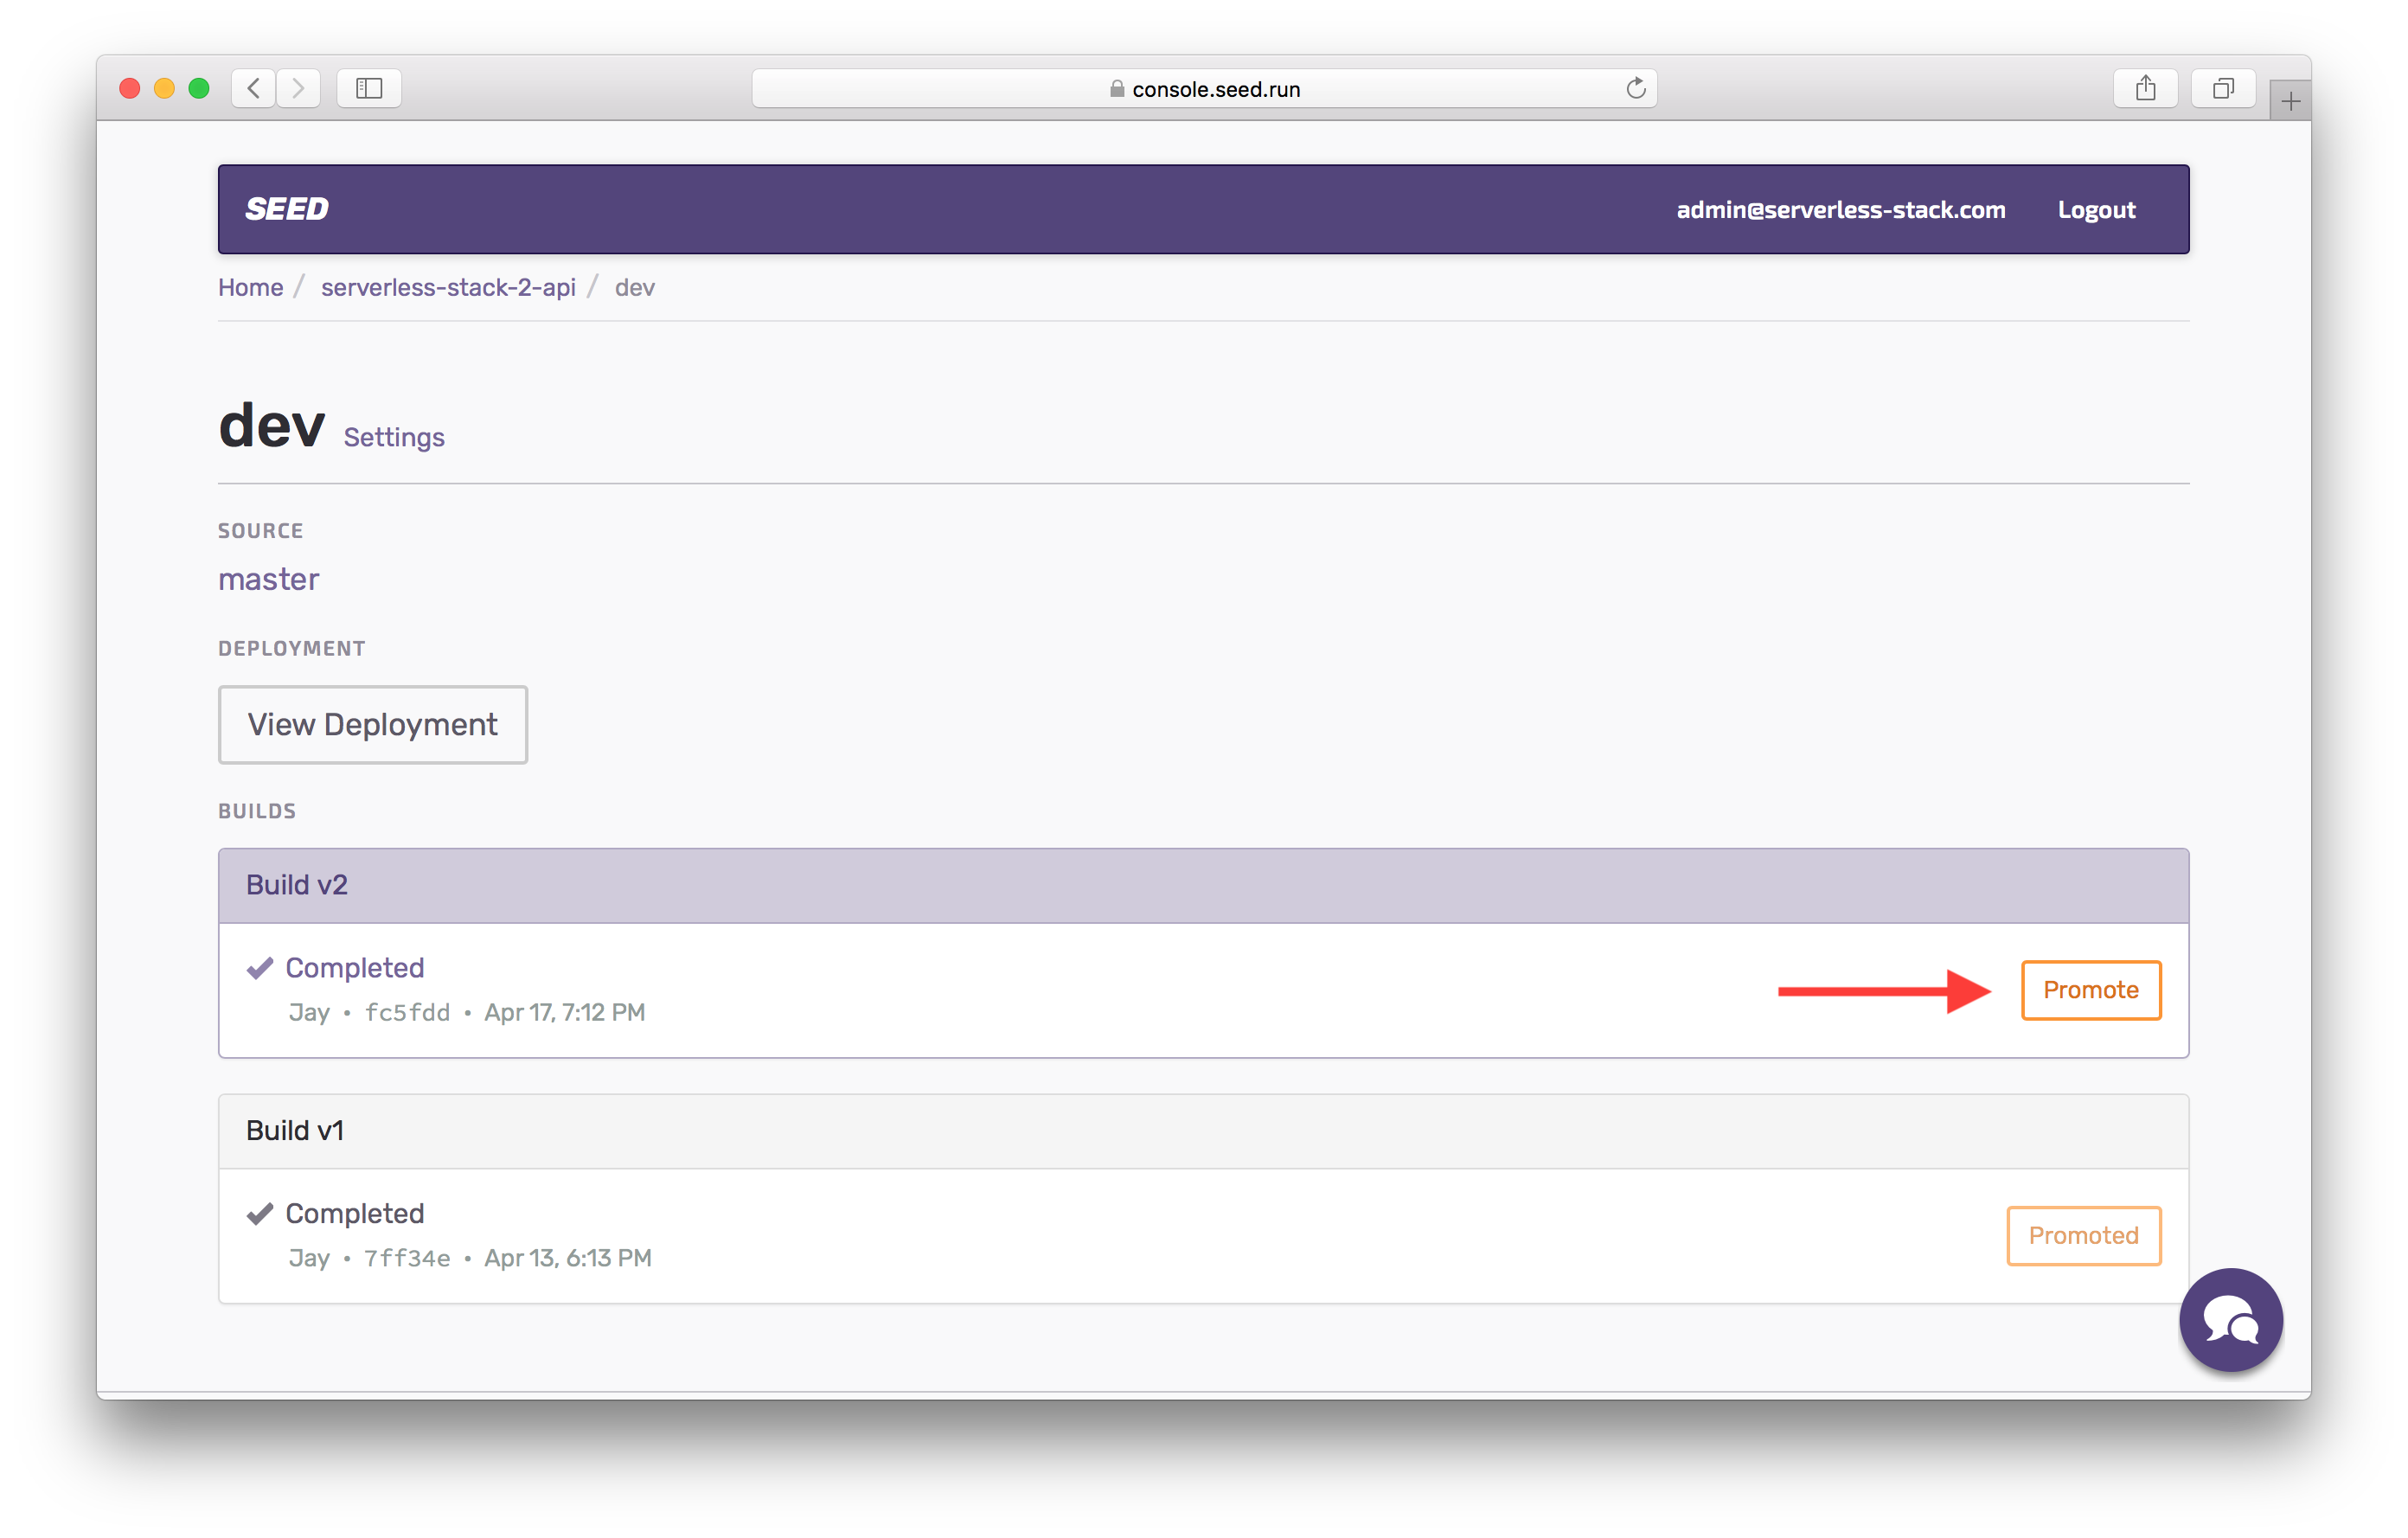 console.seed.run
SEED admin@serverless-stack.com Logout
Home / serverless-stack-2-api / dev
dev Settings
SOURCE
master
DEPLOYMENT
View Deployment
BUILDS
Build v2
Completed
Jay • fc5fdd • Apr 17, 7:12 PM
Promote
Build v1
Completed
Jay • 7ff34e • Apr 13, 6:13 PM
Promoted